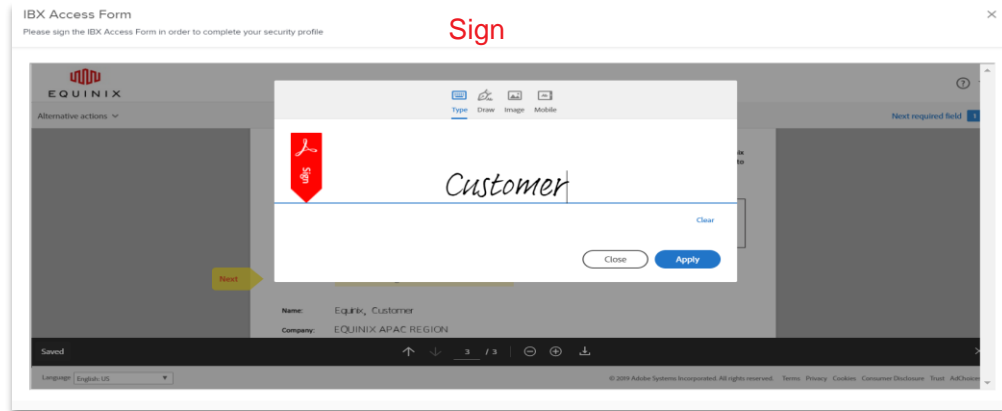 IBX Access Form
Please sign the IBX Access Form in order to complete your security profile
Sign
EQUINIX
Alternative actions
Next required field
Type Draw Image Mobile
Sign
Customer
Clear
Close Apply
Next
Name: Equinix, Customer
Company: EQUINIX APAC REGION
Saved
3 / 3
Language English: US
© 2019 Adobe Systems Incorporated. All rights reserved. Terms Privacy Cookies Consumer Disclosure Trust AdChoices